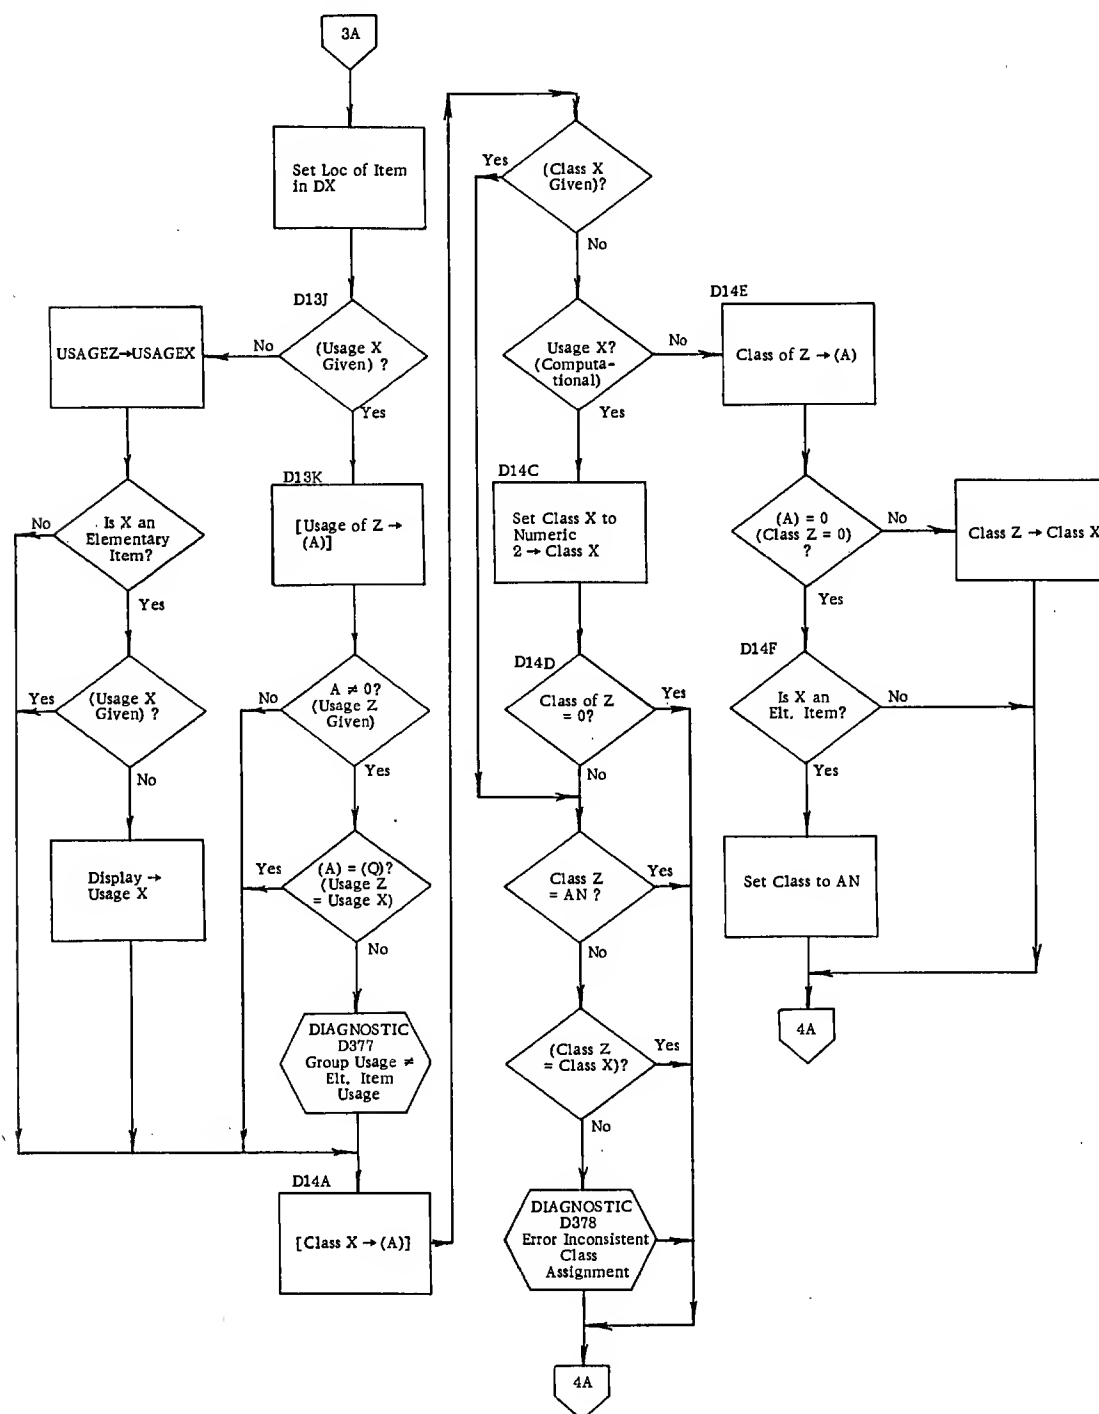 3A
Set Loc of Item
in DX
D13J
(Usage X
Given) ?
No
Yes
USAGEZ→USAGEX
Is X an
Elementary
Item?
No
Yes
(Usage X
Given) ?
Yes
No
Display →
Usage X
D13K
[Usage of Z →
(A)]
A ≠ 0?
(Usage Z
Given)
No
Yes
(A) = (Q)?
(Usage Z
= Usage X)
Yes
No
DIAGNOSTIC
D377
Group Usage ≠
Elt. Item
Usage
D14A
[Class X → (A)]
(Class X
Given)?
Yes
No
Usage X?
(Computa-
tional)
No
Yes
D14C
Set Class X to
Numeric
2 → Class X
D14D
Class of Z
= 0?
Yes
No
Class Z
= AN ?
Yes
No
(Class Z
= Class X)?
Yes
No
DIAGNOSTIC
D378
Error Inconsistent
Class
Assignment
4A
D14E
Class of Z → (A)
(A) = 0
(Class Z = 0)
?
No
Yes
Class Z → Class X
D14F
Is X an
Elt. Item?
No
Yes
Set Class to AN
4A